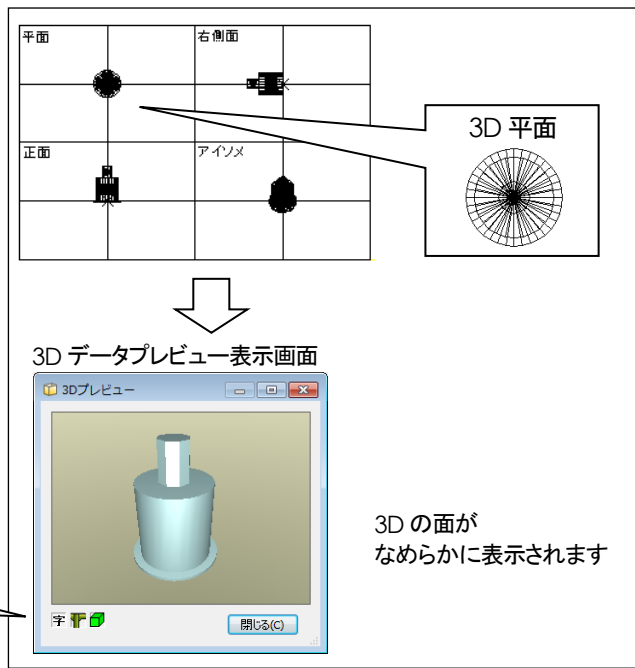 平面
右側面
正面
アイソメ
3D 平面
3D データプレビュー表示画面
3Dプレビュー
字
閉じる(C)
3D の面が
なめらかに表示されます